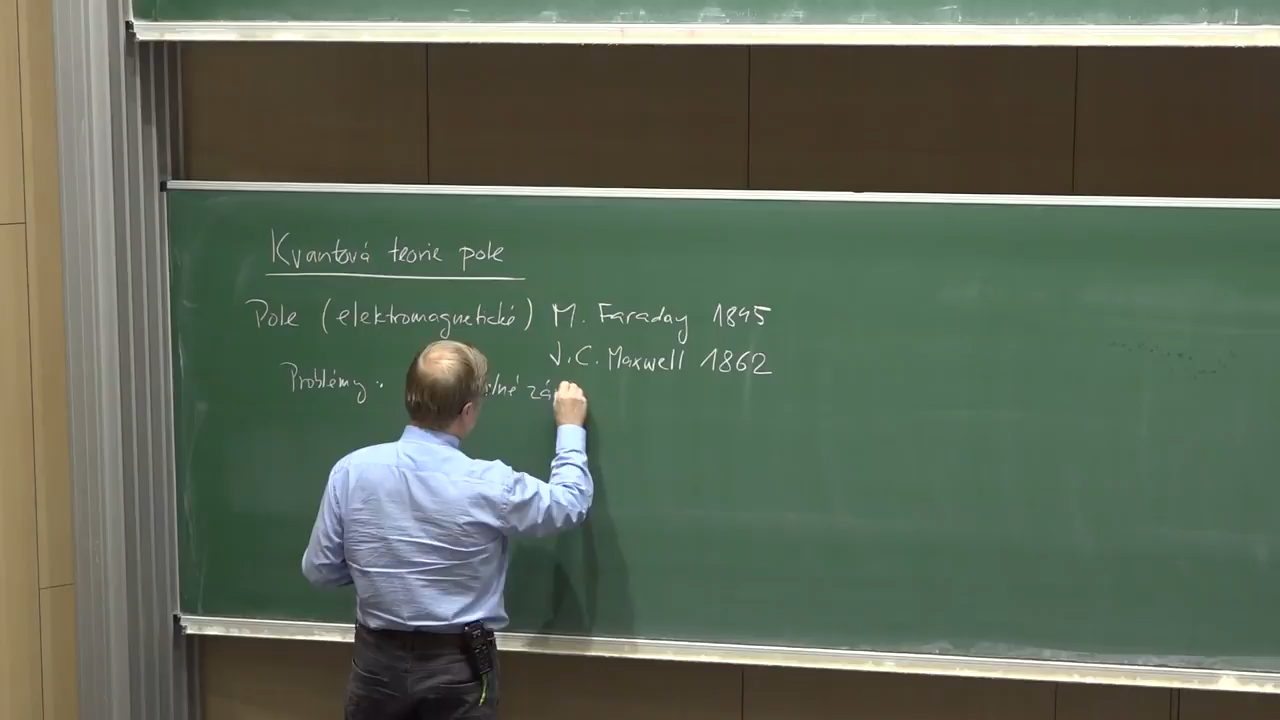 Kvantová teorie pole
Pole (elektromagnetické) M. Faraday 1845
J. C. Maxwell 1862
Problémy: